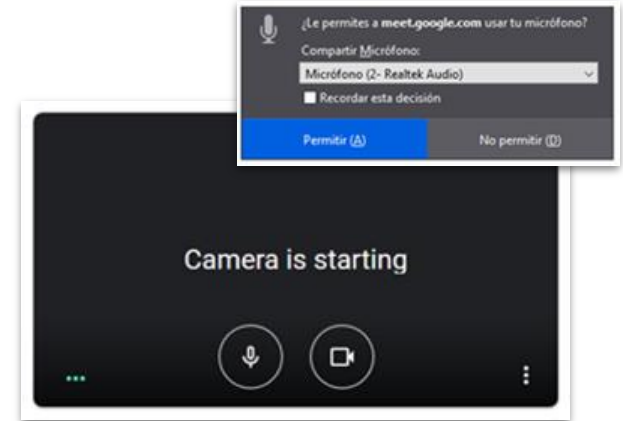 ¿Le permites a meet.google.com usar tu micrófono?
Compartir Micrófono:
Micrófono (2- Realtek Audio)
Recordar esta decisión
Permitir (A)
No permitir (D)
Camera is starting